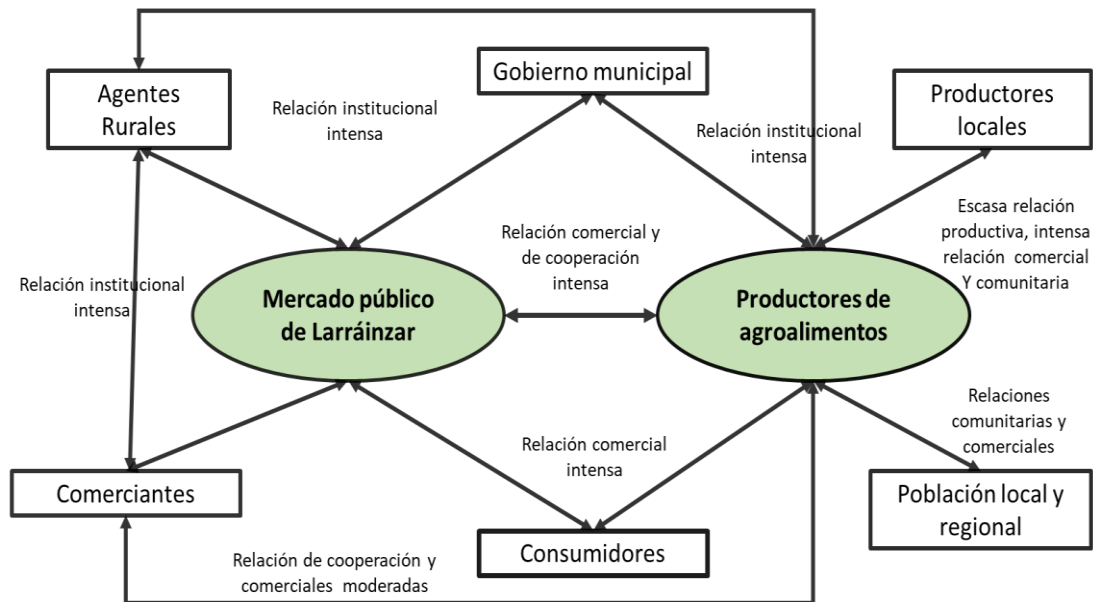 Gobierno municipal
Agentes
Rurales
Productores
locales
Relación institucional
intensa
Relación institucional
intensa
Escasa relación
productiva, intensa
relación comercial
Y comunitaria
Relación comercial y
de cooperación
intensa
Relación institucional
intensa
Mercado público
de Larráinzar
Productores de
agroalimentos
Relaciones
comunitarias y
comerciales
Relación comercial
intensa
Comerciantes
Población local y
regional
Consumidores
Relación de cooperación y
comerciales moderadas